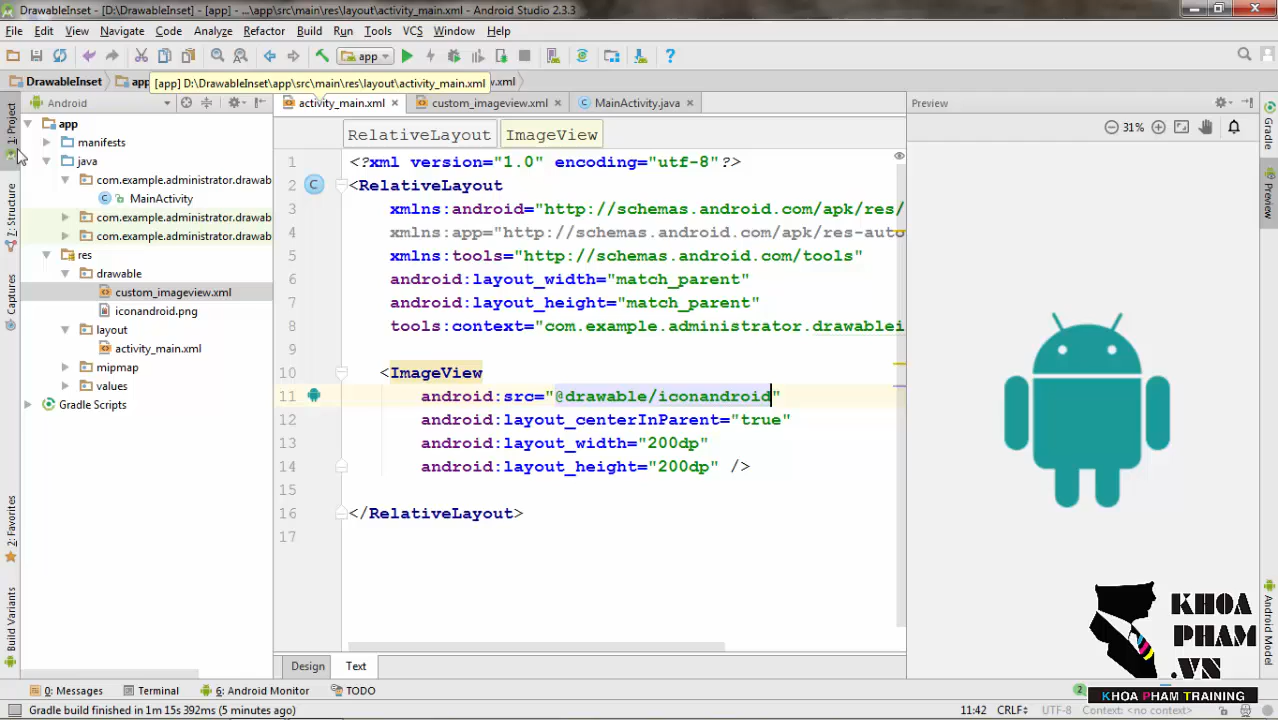 DrawableInset - [D:\DrawableInset] - [app] - ...\app\src\main\res\layout\activity_main.xml - Android Studio 2.3.3
File Edit View Navigate Code Analyze Refactor Build Run Tools VCS Window Help
app
DrawableInset app [app] D:\DrawableInset\app\src\main\res\layout\activity_main.xml .xml
1: Project
7: Structure
Captures
2: Favorites
Build Variants
Android
app
manifests
java
com.example.administrator.drawab
MainActivity
com.example.administrator.drawab
com.example.administrator.drawab
res
drawable
custom_imageview.xml
iconandroid.png
layout
activity_main.xml
mipmap
values
Gradle Scripts
activity_main.xml custom_imageview.xml MainActivity.java
RelativeLayout ImageView
1 <?xml version="1.0" encoding="utf-8"?>
2 <RelativeLayout
3 xmlns:android="http://schemas.android.com/apk/res/
4 xmlns:app="http://schemas.android.com/apk/res-auto
5 xmlns:tools="http://schemas.android.com/tools"
6 android:layout_width="match_parent"
7 android:layout_height="match_parent"
8 tools:context="com.example.administrator.drawablei
9
10 <ImageView
11 android:src="@drawable/iconandroid"
12 android:layout_centerInParent="true"
13 android:layout_width="200dp"
14 android:layout_height="200dp" />
15
16 </RelativeLayout>
17
Design Text
Preview
31%
Gradle
Preview
Android Model
KHOA
PHAM
.VN
KHOA PHAM TRAINING
0: Messages Terminal 6: Android Monitor TODO 2
Gradle build finished in 1m 15s 392ms (5 minutes ago) 11:42 CRLF UTF-8 Context: <no context>